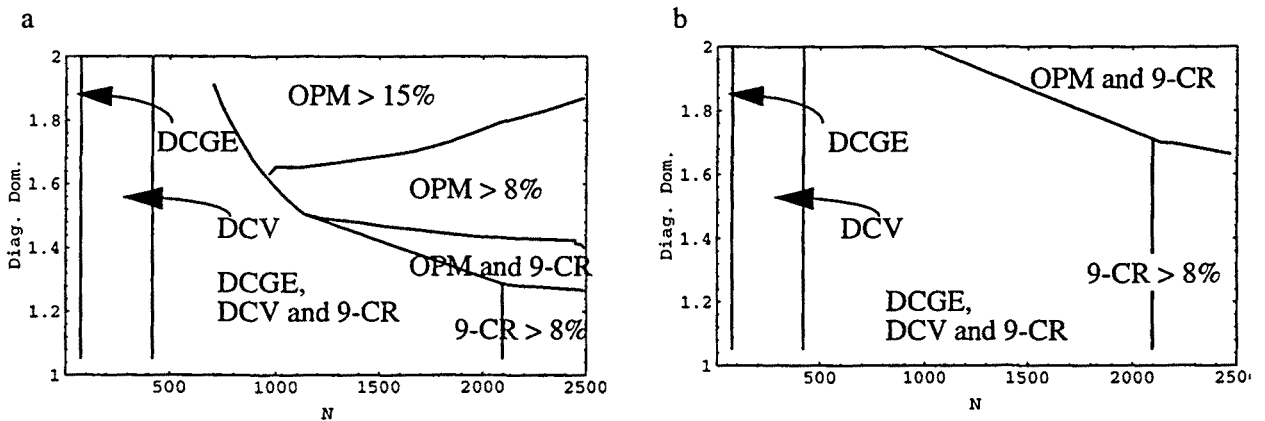 a
2
1.8
1.6
1.4
1.2
1
Diag. Dom.
500
1000
1500
2000
2500
N
OPM > 15%
DCGE
OPM > 8%
DCV
OPM and 9-CR
DCGE,
DCV and 9-CR
9-CR > 8%
b
2
1.8
1.6
1.4
1.2
1
Diag. Dom.
500
1000
1500
2000
250
N
OPM and 9-CR
DCGE
DCV
9-CR > 8%
DCGE,
DCV and 9-CR